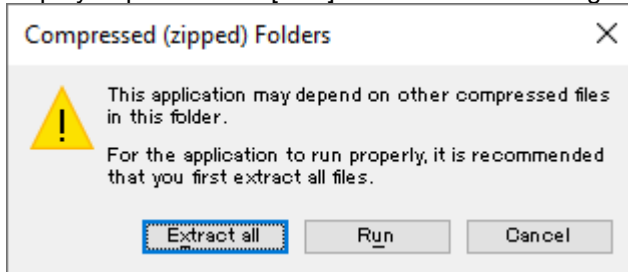 Compressed (zipped) Folders
This application may depend on other compressed files
in this folder.
For the application to run properly, it is recommended
that you first extract all files.
Extract all Run Cancel